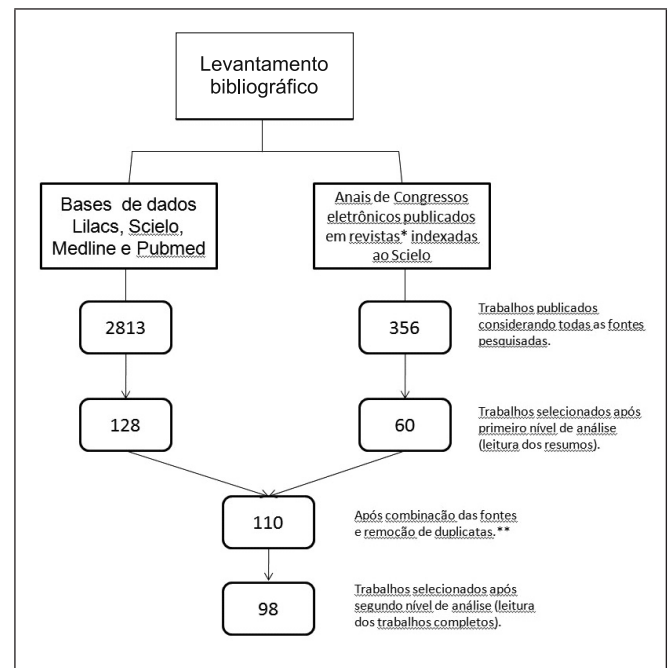 Levantamento
bibliográfico
Bases de dados
Lilacs, Scielo,
Medline e Pubmed
Anais de Congressos
eletrônicos publicados
em revistas* indexadas
ao Scielo
2813
356
Trabalhos publicados
considerando todas as fontes
pesquisadas.
128
60
Trabalhos selecionados após
primeiro nível de análise
(leitura dos resumos).
110
Após combinação das fontes
e remoção de duplicatas.**
98
Trabalhos selecionados após
segundo nível de análise (leitura
dos trabalhos completos).